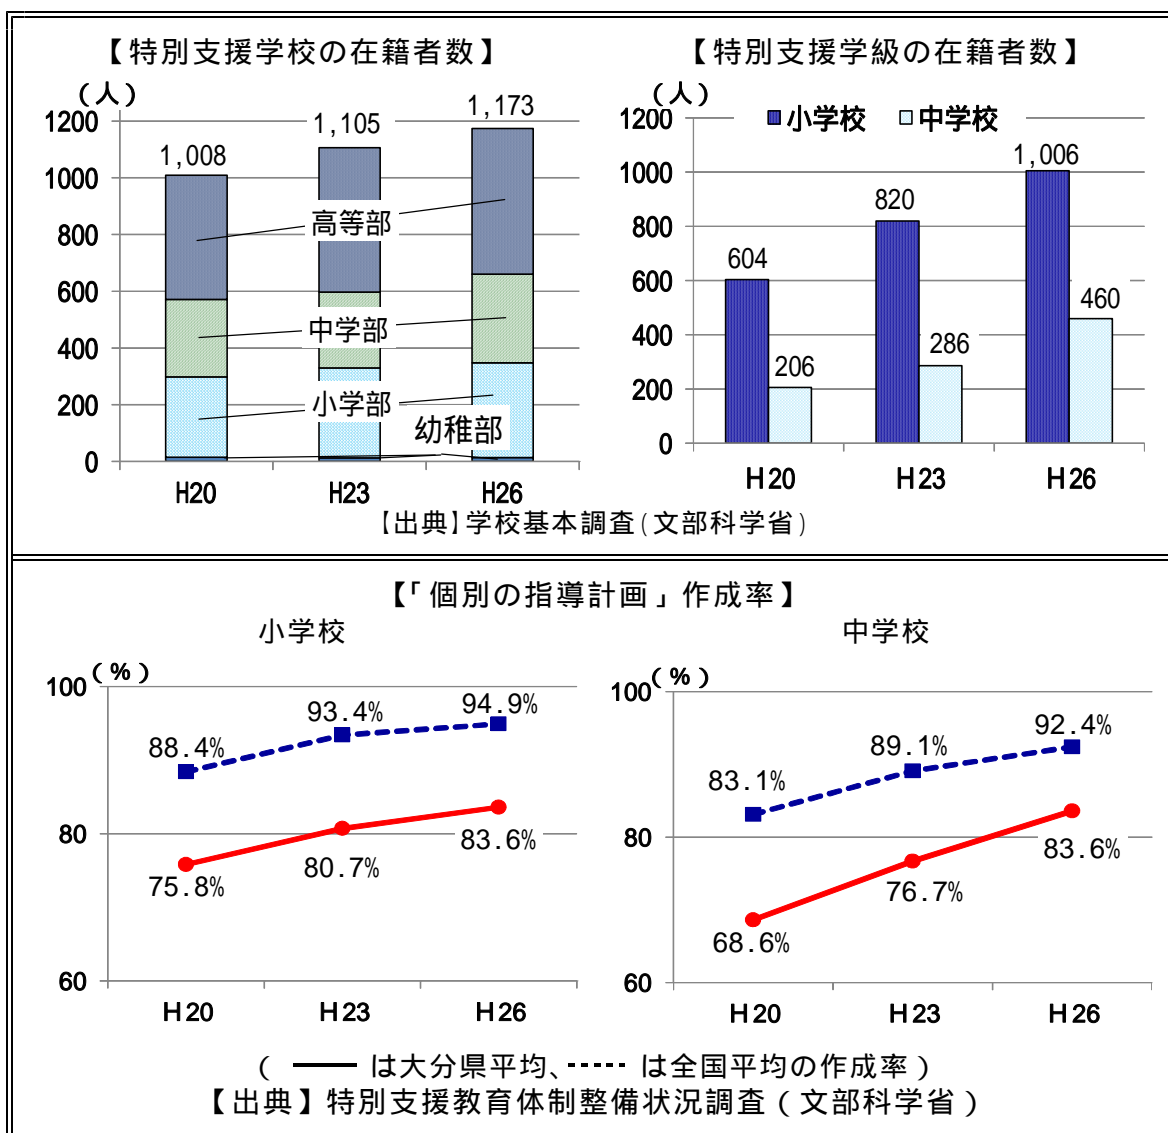 【特別支援学校の在籍者数】
(人)
1200
1000
800
600
400
200
0
1,008
1,105
1,173
高等部
中学部
小学部
幼稚部
H20
H23
H26
【特別支援学級の在籍者数】
(人)
小学校 中学校
1200
1000
800
600
400
200
0
604
206
820
286
1,006
460
H20
H23
H26
【出典】学校基本調査(文部科学省)
【「個別の指導計画」作成率】
小学校
(%)
100
80
60
88.4%
93.4%
94.9%
75.8%
80.7%
83.6%
H20
H23
H26
中学校
(%)
100
80
60
83.1%
89.1%
92.4%
68.6%
76.7%
83.6%
H20
H23
H26
( は大分県平均、 は全国平均の作成率)
【出典】特別支援教育体制整備状況調査(文部科学省)